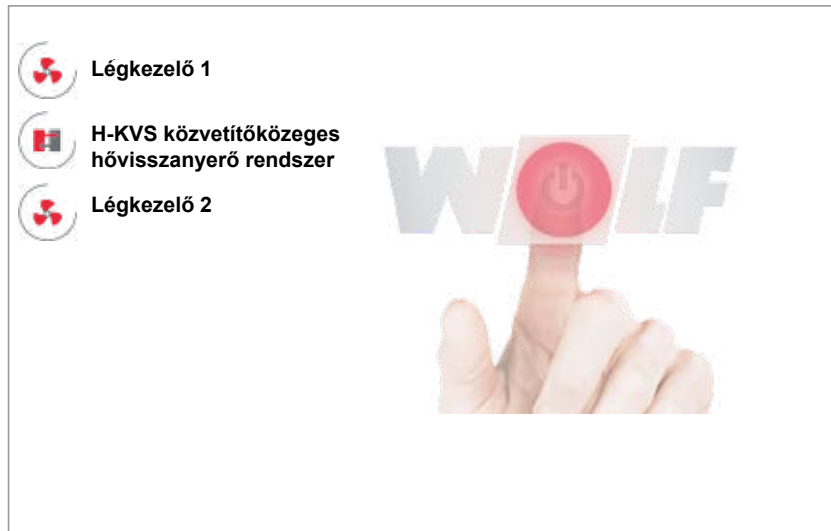 Légkezelő 1
H-KVS közvetítőközeges
hővisszanyerő rendszer
Légkezelő 2
WOLF